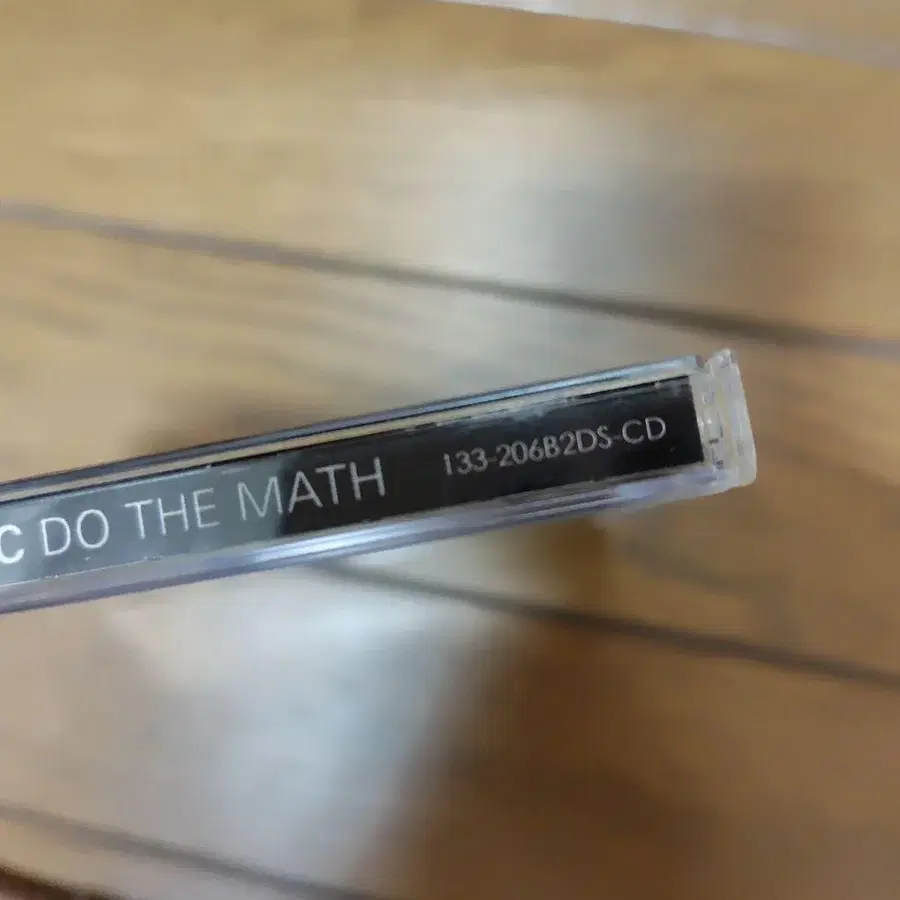 C DO THE MATH 133-206B2DS-CD